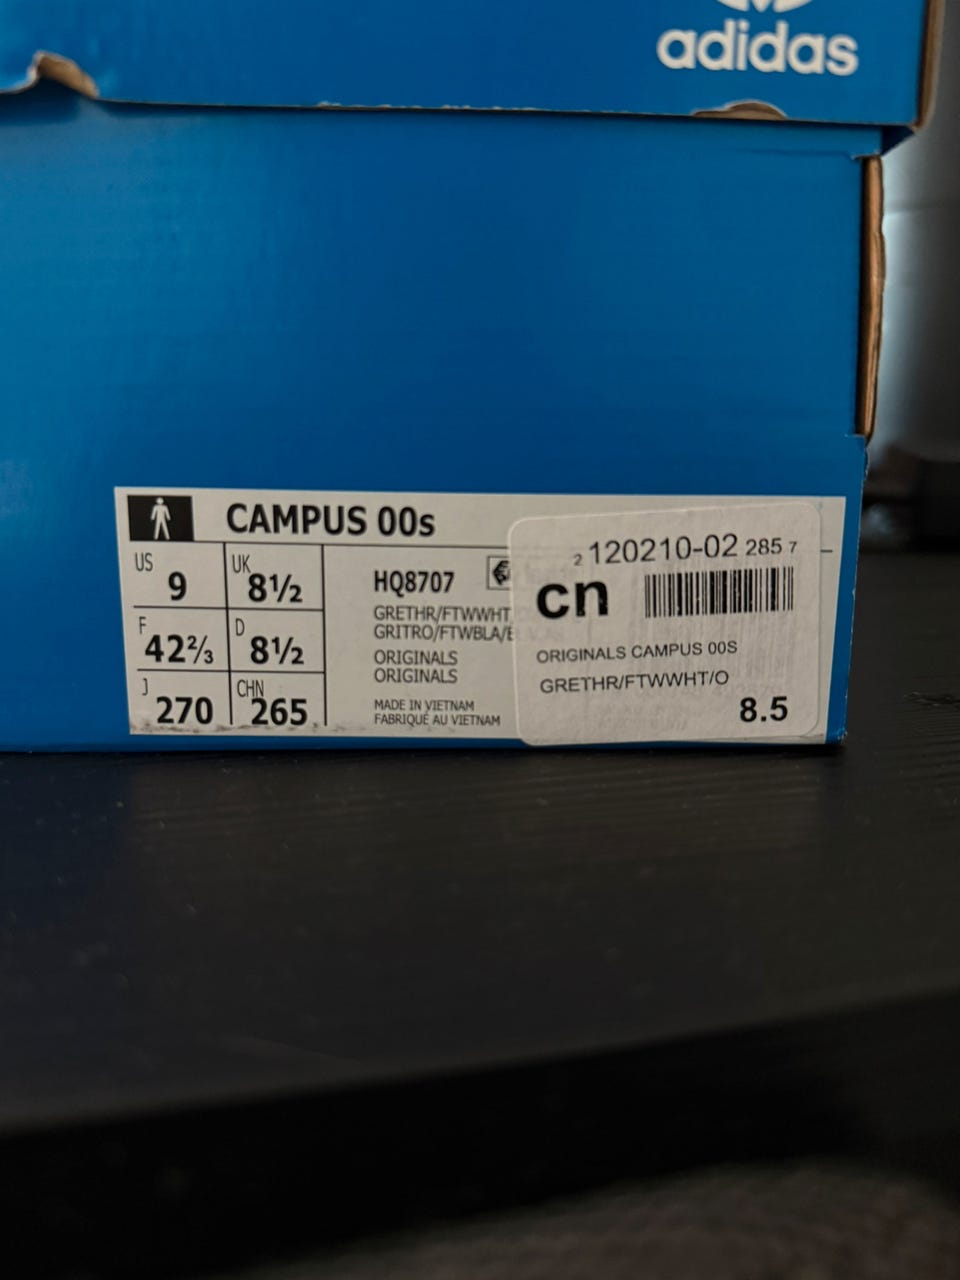 adidas
CAMPUS 00s
US 9
UK 8½
F 42⅔
D 8½
J 270
CHN 265
HQ8707
GRETHR/FTWWHT
GRITRO/FTWBLA/
ORIGINALS
ORIGINALS
MADE IN VIETNAM
FABRIQUÉ AU VIETNAM
2 120210-02 285 7
cn
ORIGINALS CAMPUS 00S
GRETHR/FTWWHT/O
8.5